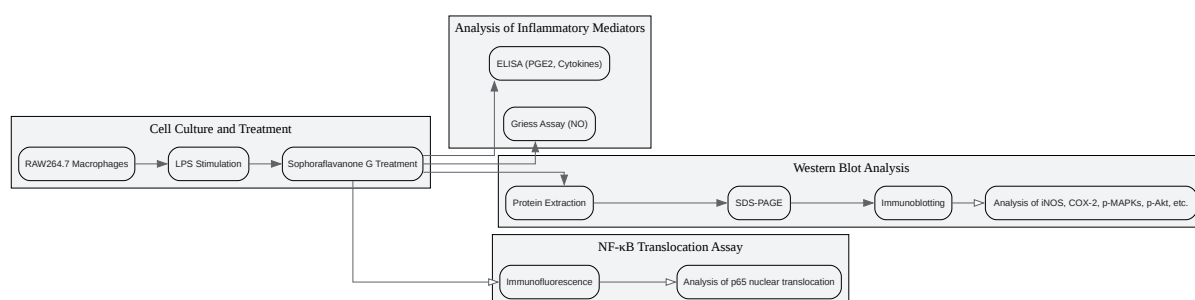 Analysis of Inflammatory Mediators
ELISA (PGE2, Cytokines)
Griess Assay (NO)
Cell Culture and Treatment
RAW264.7 Macrophages
LPS Stimulation
Sophoraflavanone G Treatment
Western Blot Analysis
Protein Extraction
SDS-PAGE
Immunoblotting
Analysis of iNOS, COX-2, p-MAPKs, p-Akt, etc.
NF-κB Translocation Assay
Immunofluorescence
Analysis of p65 nuclear translocation